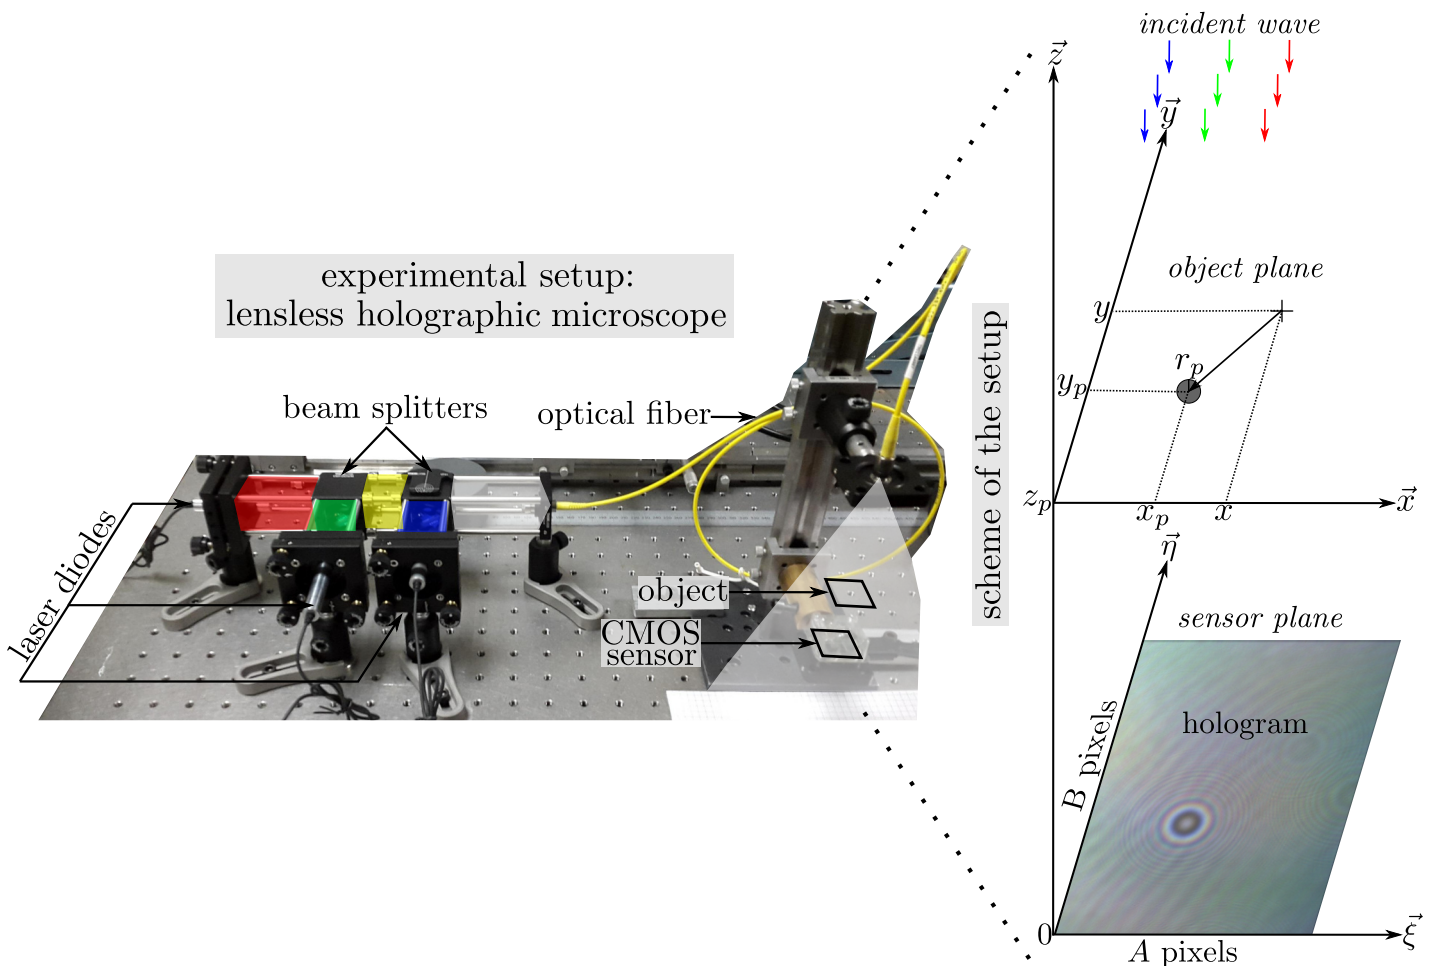 experimental setup:
lensless holographic microscope
beam splitters
optical fiber
laser diodes
object
CMOS
sensor
scheme of the setup
incident wave
z⃗
y⃗
object plane
y
r_p
y_p
z_p
x_p
x
x⃗
η⃗
sensor plane
B pixels
hologram
0
A pixels
ξ⃗